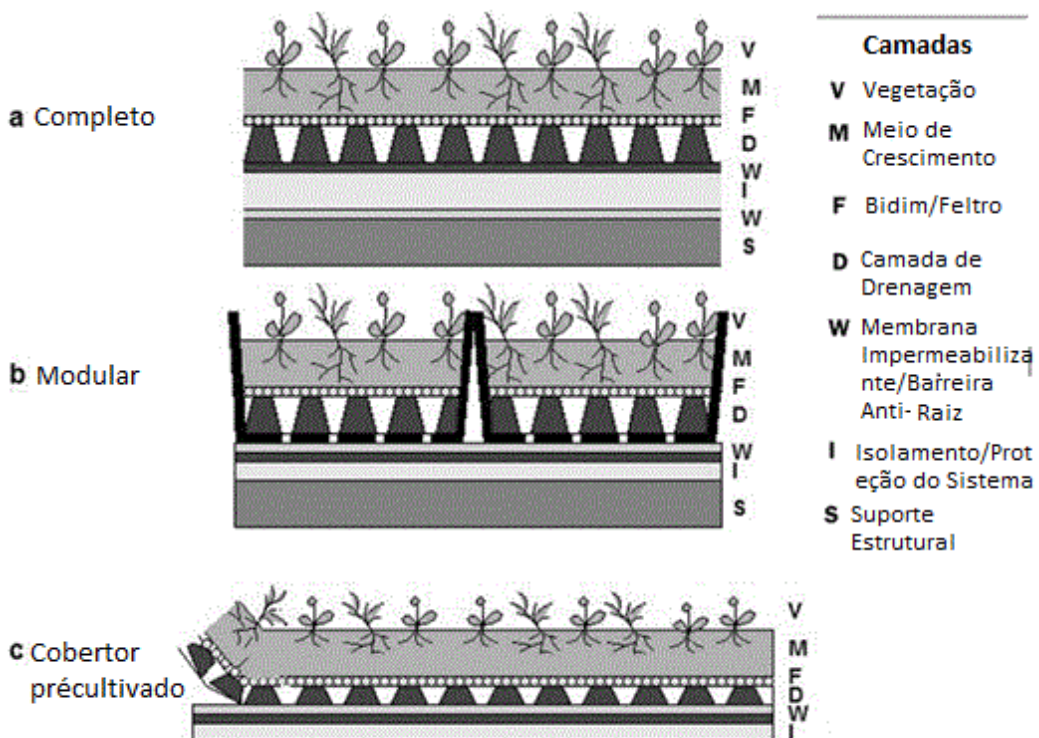 a Completo
V
M
F
D
W
I
W
S
b Modular
V
M
F
D
W
I
S
c Cobertor
précultivado
V
M
F
D
W
I
Camadas
V Vegetação
M Meio de
Crescimento
F Bidim/Feltro
D Camada de
Drenagem
W Membrana
Impermeabiliza
nte/Barreira
Anti- Raiz
I Isolamento/Prot
eção do Sistema
S Suporte
Estrutural